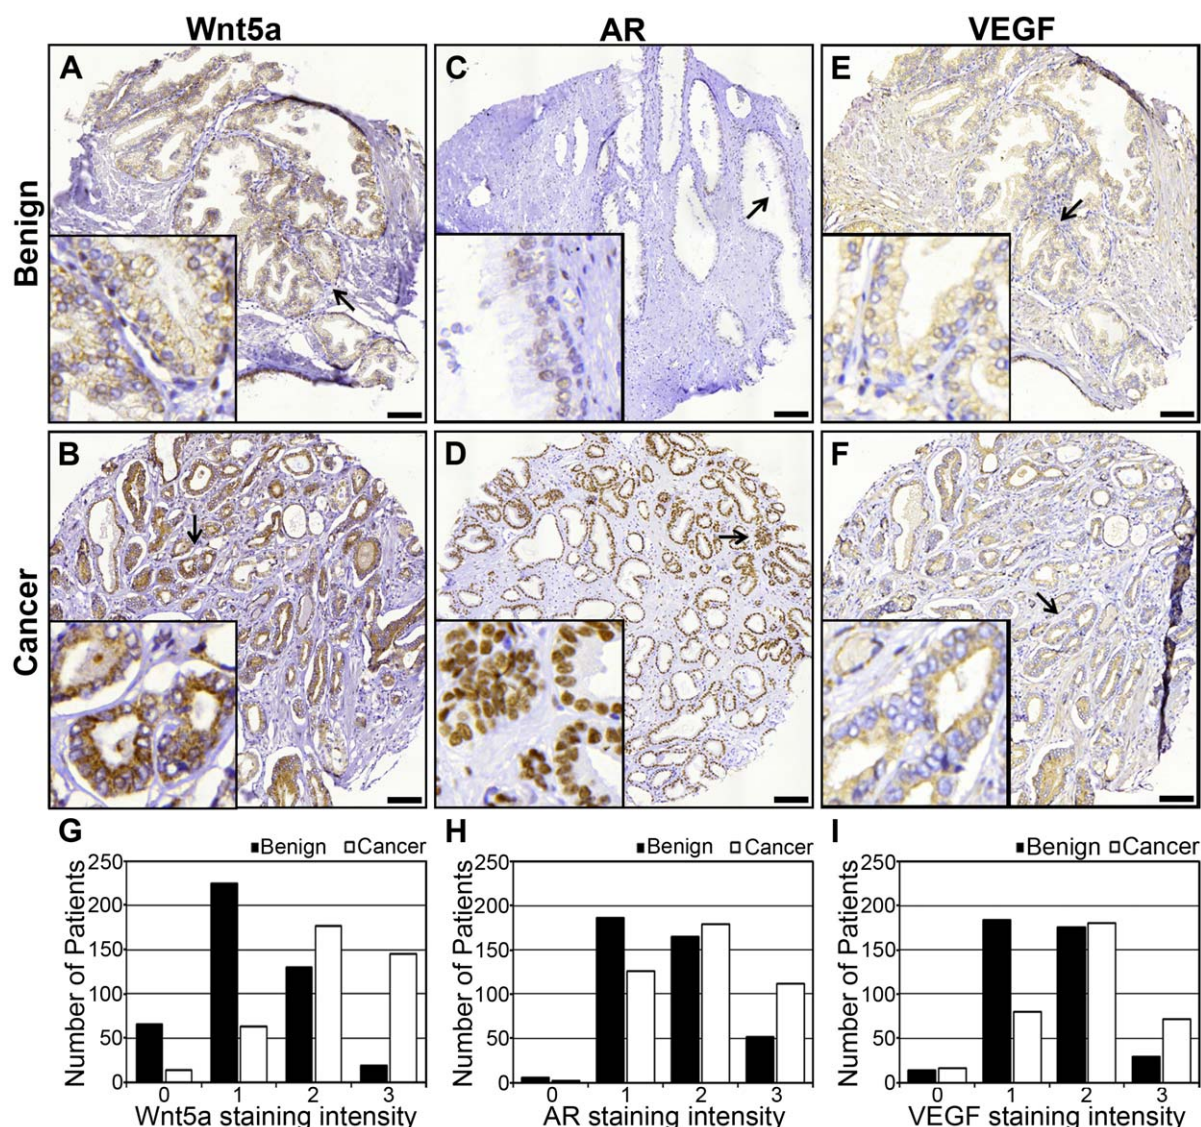 Wnt5a AR VEGF
Benign
A C E
Cancer
B D F
G H I
■Benign □Cancer ■Benign □Cancer ■Benign □Cancer
Number of Patients
250
200
150
100
50
0
0 1 2 3
Wnt5a staining intensity
Number of Patients
250
200
150
100
50
0
0 1 2 3
AR staining intensity
Number of Patients
250
200
150
100
50
0
0 1 2 3
VEGF staining intensity